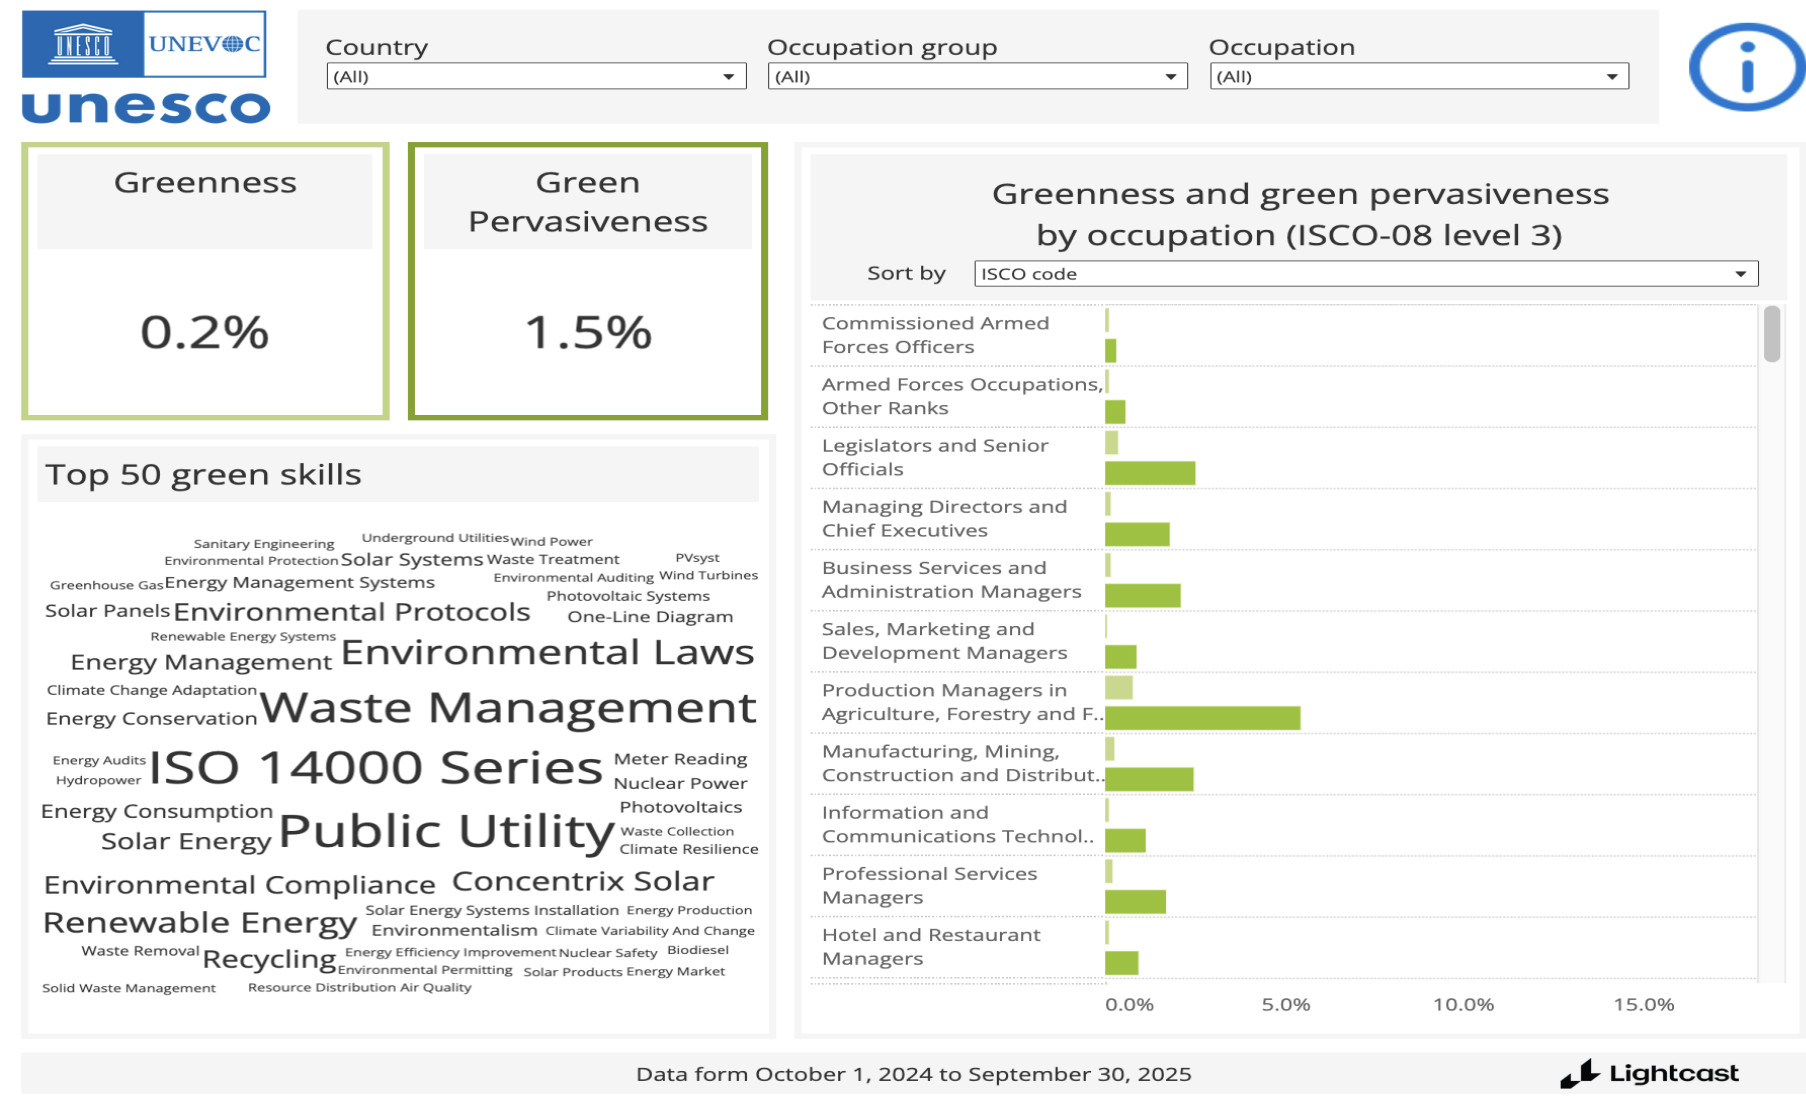 UNESCO
UNEVOC
unesco
Country
(All)
Occupation group
(All)
Occupation
(All)
i
Greenness
0.2%
Green
Pervasiveness
1.5%
Top 50 green skills
Sanitary Engineering
Underground Utilities
Wind Power
Environmental Protection
Solar Systems
Waste Treatment
PVsyst
Greenhouse Gas
Energy Management Systems
Environmental Auditing
Wind Turbines
Photovoltaic Systems
Solar Panels
Environmental Protocols
One-Line Diagram
Renewable Energy Systems
Energy Management
Environmental Laws
Climate Change Adaptation
Energy Conservation
Waste Management
Energy Audits
Hydropower
ISO 14000 Series
Meter Reading
Nuclear Power
Energy Consumption
Photovoltaics
Solar Energy
Public Utility
Waste Collection
Climate Resilience
Environmental Compliance
Concentrix Solar
Renewable Energy
Solar Energy Systems Installation
Energy Production
Environmentalism
Climate Variability And Change
Waste Removal
Recycling
Energy Efficiency Improvement
Nuclear Safety
Biodiesel
Environmental Permitting
Solar Products
Energy Market
Solid Waste Management
Resource Distribution
Air Quality
Greenness and green pervasiveness
by occupation (ISCO-08 level 3)
Sort by
ISCO code
Commissioned Armed
Forces Officers
Armed Forces Occupations,
Other Ranks
Legislators and Senior
Officials
Managing Directors and
Chief Executives
Business Services and
Administration Managers
Sales, Marketing and
Development Managers
Production Managers in
Agriculture, Forestry and F..
Manufacturing, Mining,
Construction and Distribut..
Information and
Communications Technol..
Professional Services
Managers
Hotel and Restaurant
Managers
0.0% 5.0% 10.0% 15.0%
Data form October 1, 2024 to September 30, 2025
Lightcast